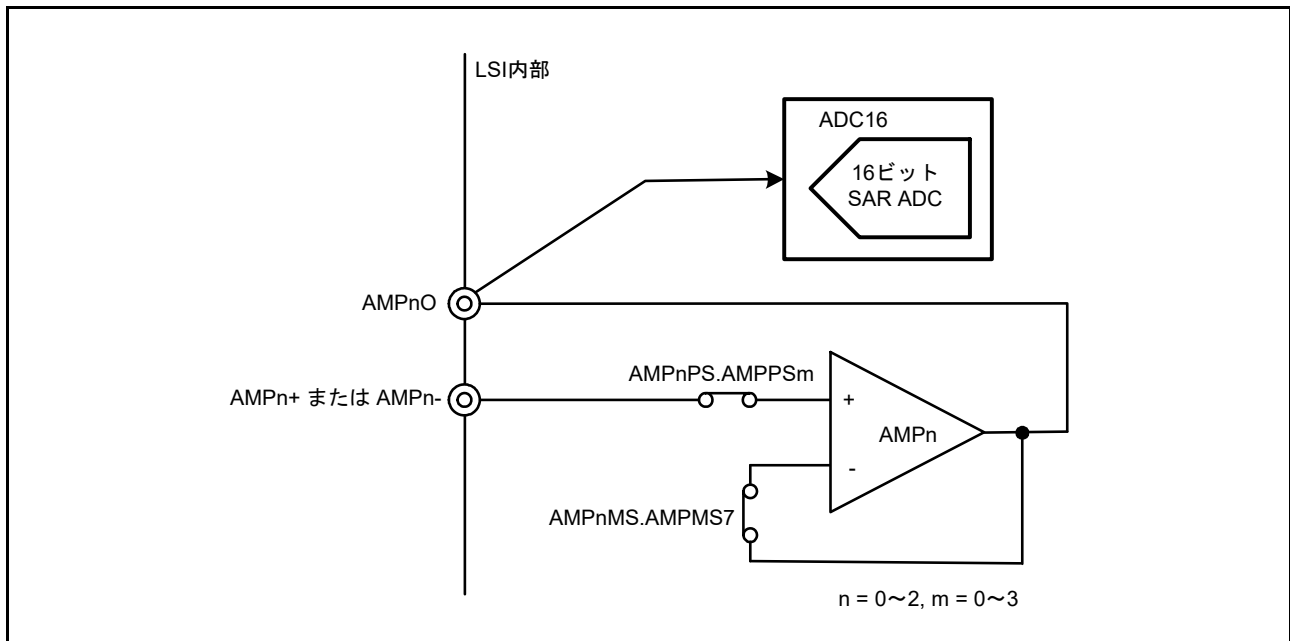 LSI内部
ADC16
16ビット
SAR ADC
AMPnO
AMPn+ または AMPn-
AMPnPS.AMPPSm
+
AMPn
-
AMPnMS.AMPMS7
n = 0～2, m = 0～3